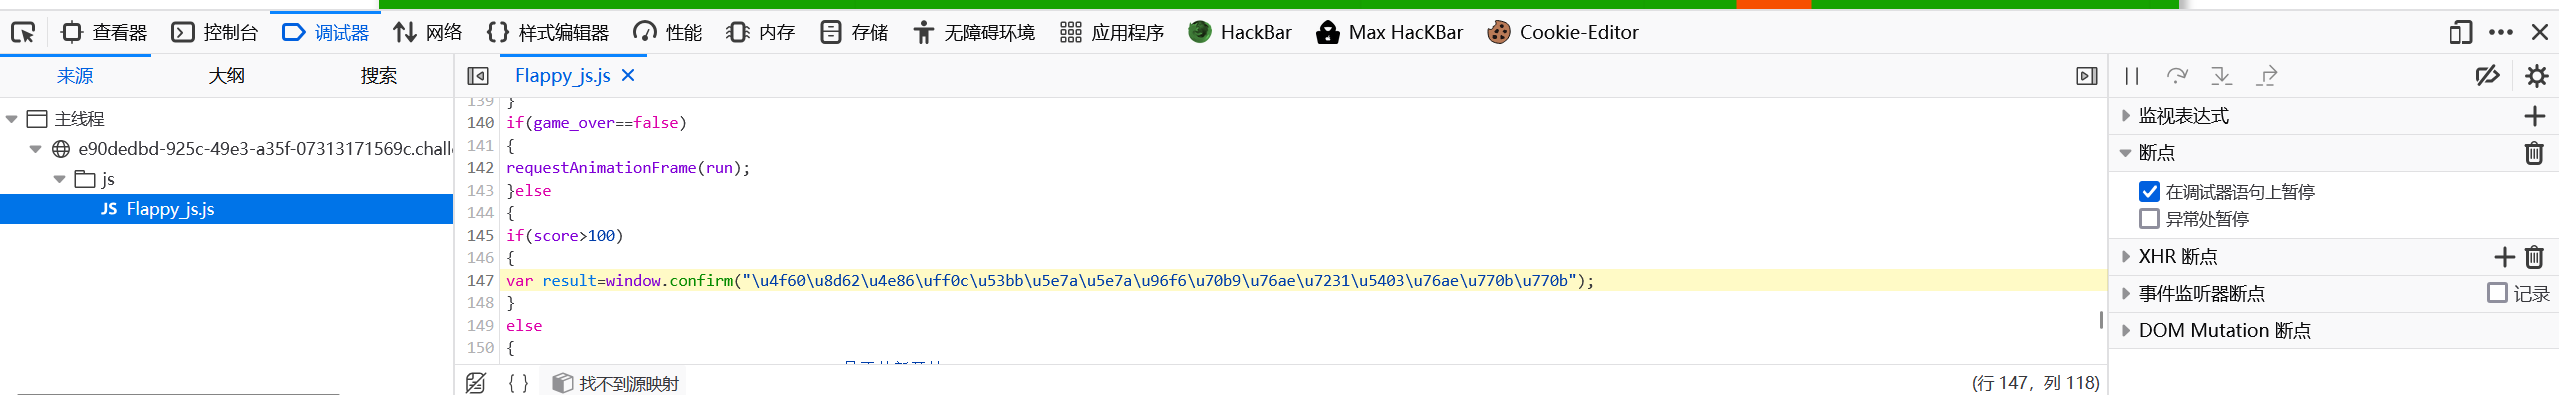 查看器 控制台 调试器 网络 样式编辑器 性能 内存 存储 无障碍环境 应用程序 HackBar Max HacKBar Cookie-Editor
来源 大纲 搜索
主线程
e90dedbd-925c-49e3-a35f-07313171569c.chall
js
JS Flappy_js.js
Flappy_js.js
139 }
140 if(game_over==false)
141 {
142 requestAnimationFrame(run);
143 }else
144 {
145 if(score>100)
146 {
147 var result=window.confirm("\u4f60\u8d62\u4e86\uff0c\u53bb\u5e7a\u5e7a\u96f6\u70b9\u76ae\u7231\u5403\u76ae\u770b\u770b");
148 }
149 else
150 {
{ } 找不到源映射
(行 147，列 118)
监视表达式
断点
在调试器语句上暂停
异常处暂停
XHR 断点
事件监听器断点 记录
DOM Mutation 断点